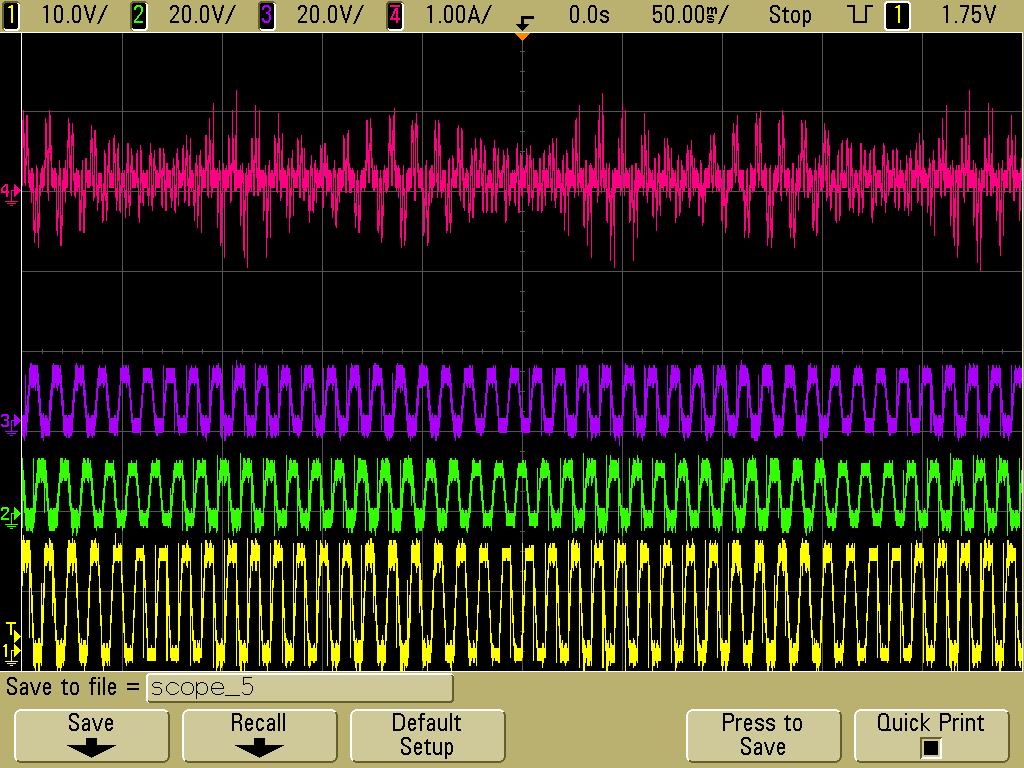 1 10.0V/ 2 20.0V/ 3 20.0V/ 4 1.00A/ 0.0s 50.00ms/ Stop 1 1.75V
4
3
2
T
1
Save to file = scope_5
Save Recall Default Setup Press to Save Quick Print